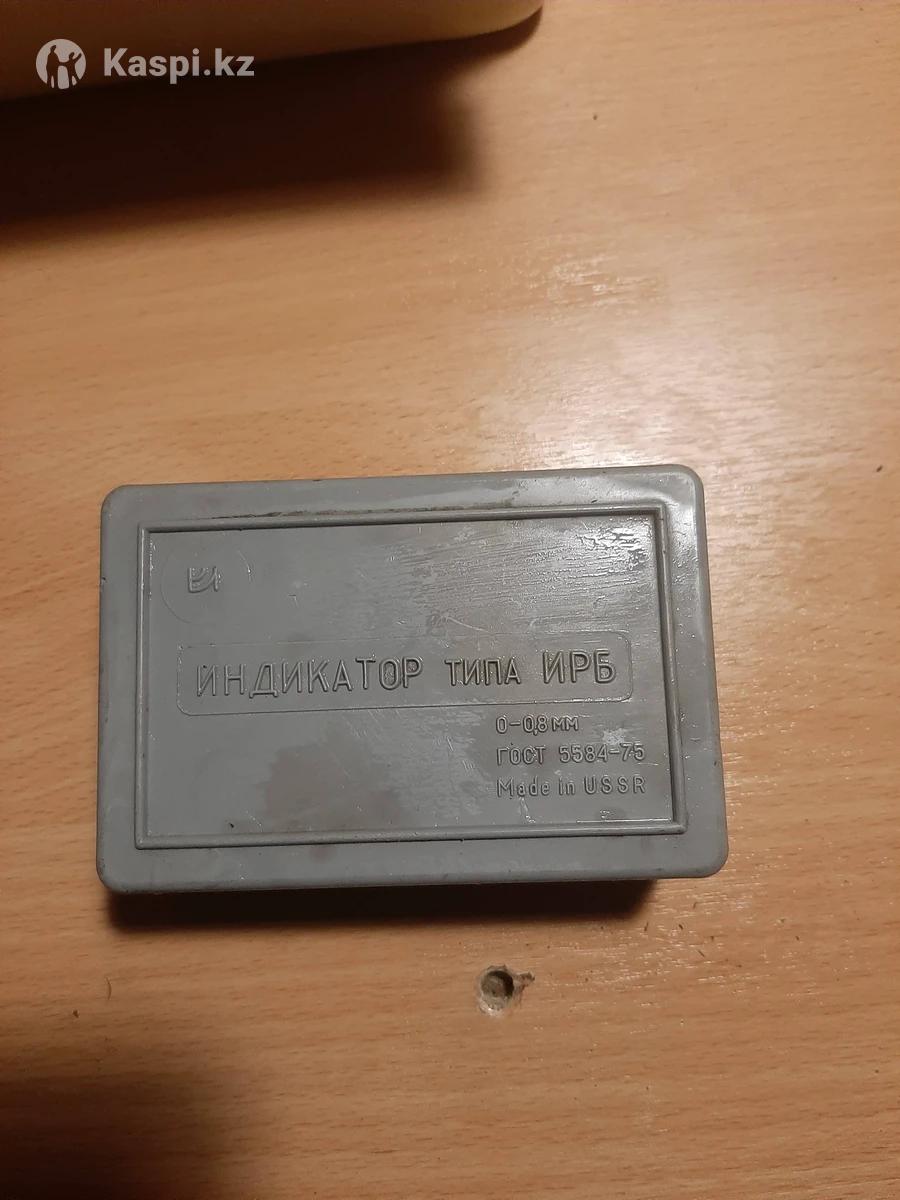 Kaspi.kz
ИНДИКАТОР ТИПА ИРБ
0-0,8мм
ГОСТ 5584-75
Made in USSR